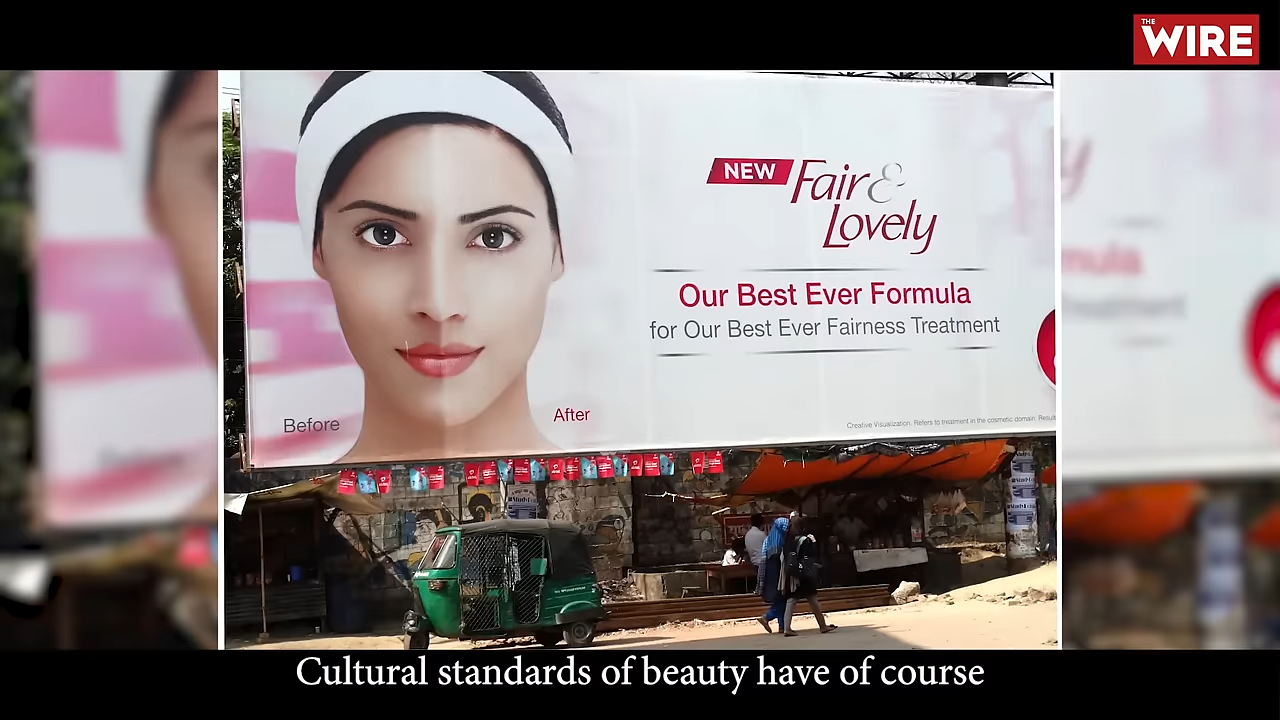 THE
WIRE
NEW
Fair &
Lovely
Our Best Ever Formula
for Our Best Ever Fairness Treatment
Before
After
Creative Visualization. Refers to treatment in the cosmetic domain. Result
Cultural standards of beauty have of course